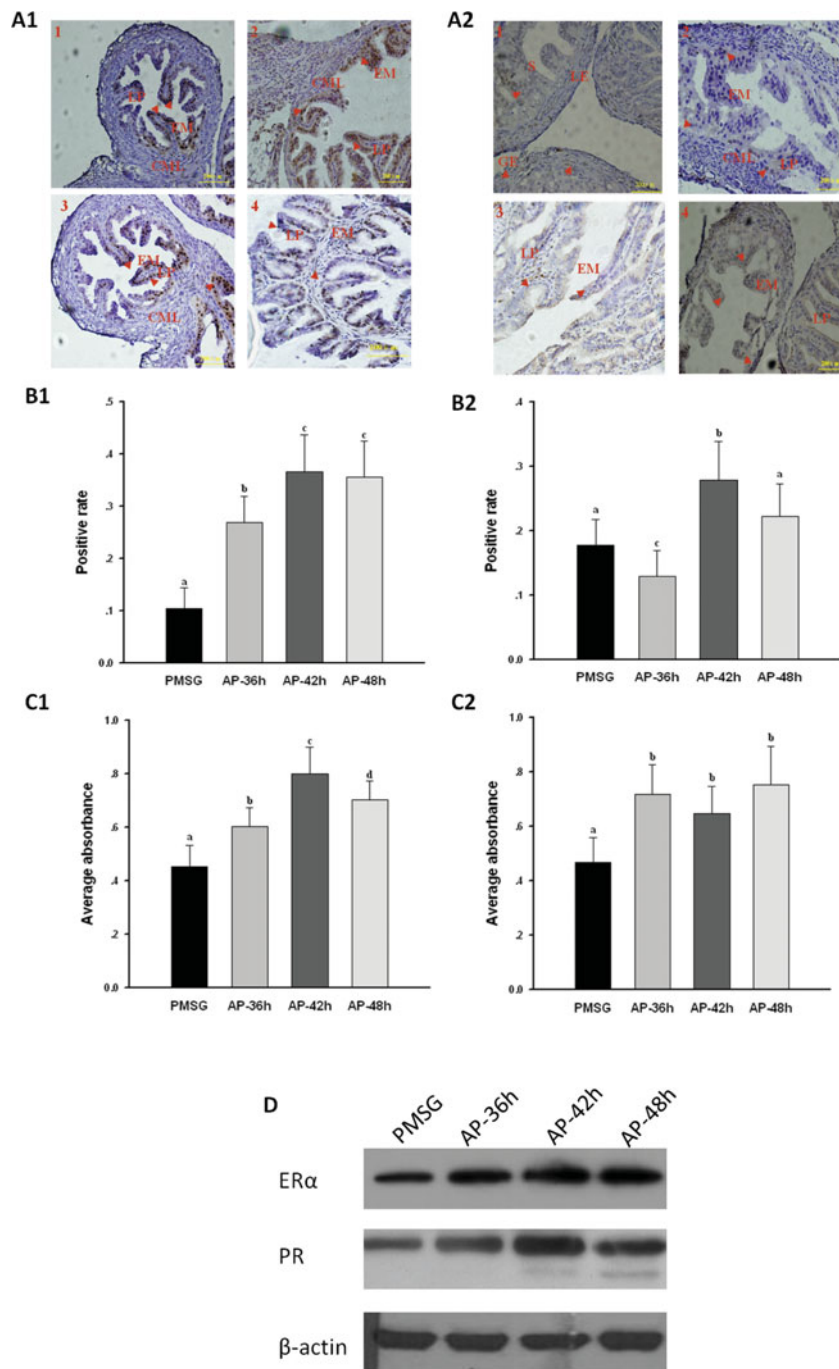 A1
A2
1
2
LP
EM
CML
EM
CML
LP
3
4
EM
LP
CML
LP
EM
S
LE
GE
EM
CML
LP
3
LE
EM
4
EM
LP
B1
B2
Positive rate
.5
.4
.3
.2
.1
0.0
a
b
c
c
PMSG AP-36h AP-42h AP-48h
Positive rate
.4
.3
.2
.1
0.0
a
c
b
a
PMSG AP-36h AP-42h AP-48h
C1
C2
Average absorbance
1.0
.8
.6
.4
.2
0.0
a
b
c
d
PMSG AP-36h AP-42h AP-48h
Average absorbance
1.0
.8
.6
.4
.2
0.0
a
b
b
b
PMSG AP-36h AP-42h AP-48h
D
PMSG AP-36h AP-42h AP-48h
ERα
PR
β-actin